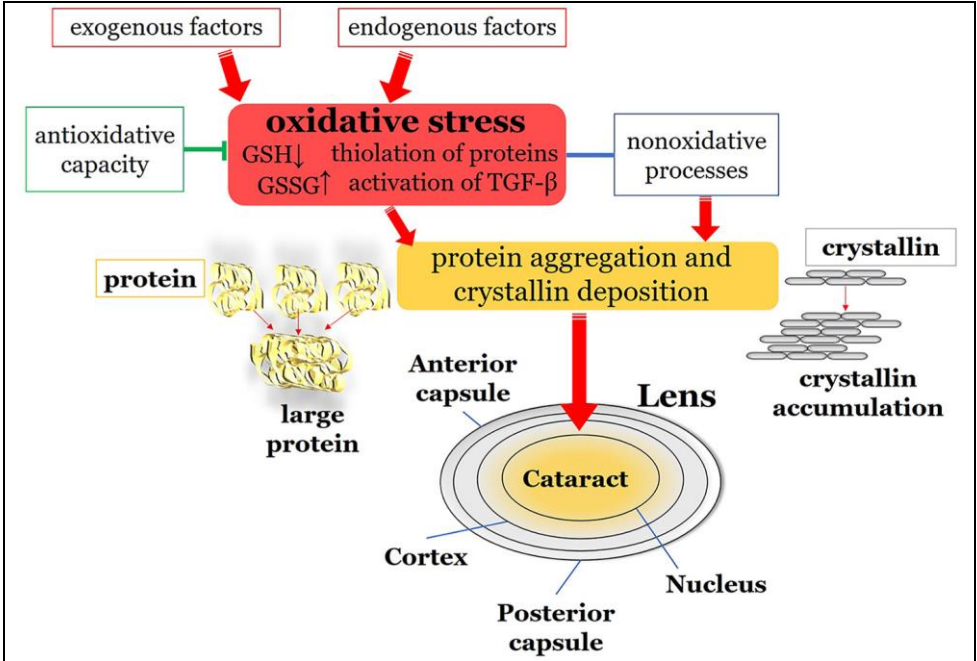 exogenous factors
endogenous factors
antioxidative
capacity
oxidative stress
GSH↓ thiolation of proteins
GSSG↑ activation of TGF-β
nonoxidative
processes
protein
protein aggregation and
crystallin deposition
crystallin
large
protein
crystallin
accumulation
Anterior
capsule
Lens
Cataract
Cortex
Nucleus
Posterior
capsule